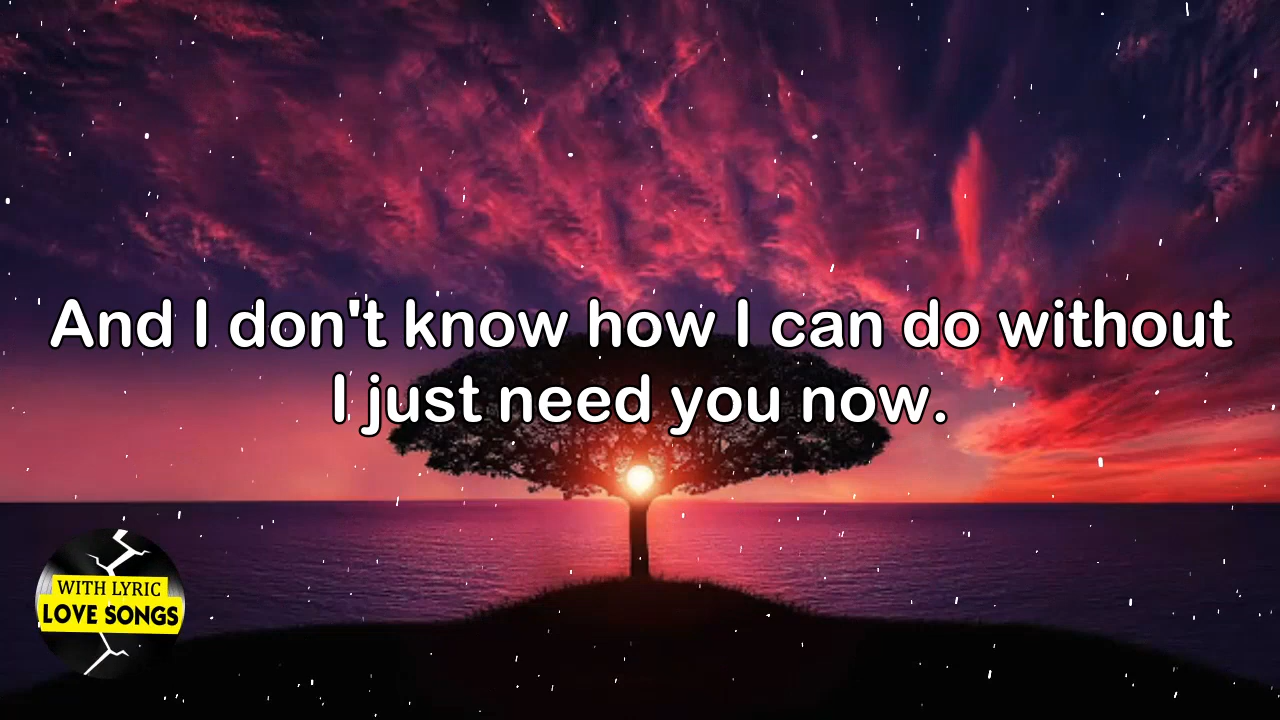 And I don't know how I can do without
I just need you now.
WITH LYRIC
LOVE SONGS